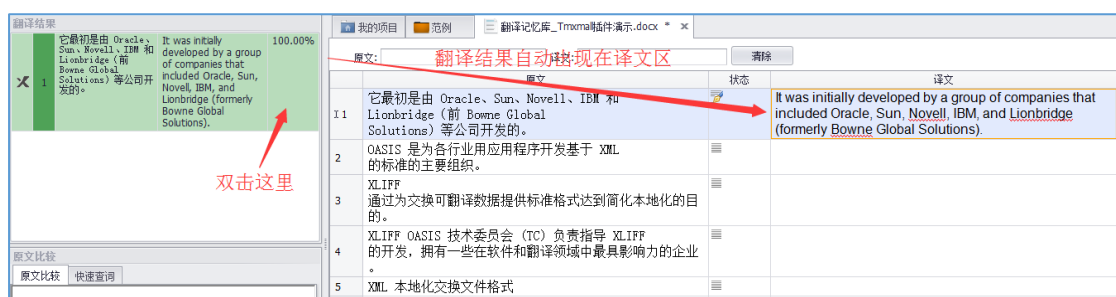 翻译结果
它最初是由 Oracle、
Sun、Novell、IBM 和
Lionbridge（前
Bowne Global
Solutions）等公司开
发的。
1
It was initially
developed by a group
of companies that
included Oracle, Sun,
Novell, IBM, and
Lionbridge (formerly
Bowne Global
Solutions).
100.00%
双击这里
原文比较
原文比较 快速查词
我的项目 范例 翻译记忆库_Tmxmall插件演示.docx * ×
原文: 译文: 清除
翻译结果自动出现在译文区
原文 状态 译文
I 1
它最初是由 Oracle、Sun、Novell、IBM 和
Lionbridge（前 Bowne Global
Solutions）等公司开发的。
It was initially developed by a group of companies that
included Oracle, Sun, Novell, IBM, and Lionbridge
(formerly Bowne Global Solutions).
2
OASIS 是为各行业用应用程序开发基于 XML
的标准的主要组织。
3
XLIFF
通过为交换可翻译数据提供标准格式达到简化本地化的目
的。
4
XLIFF OASIS 技术委员会（TC）负责指导 XLIFF
的开发，拥有一些在软件和翻译领域中最具影响力的企业
。
5 XML 本地化交换文件格式